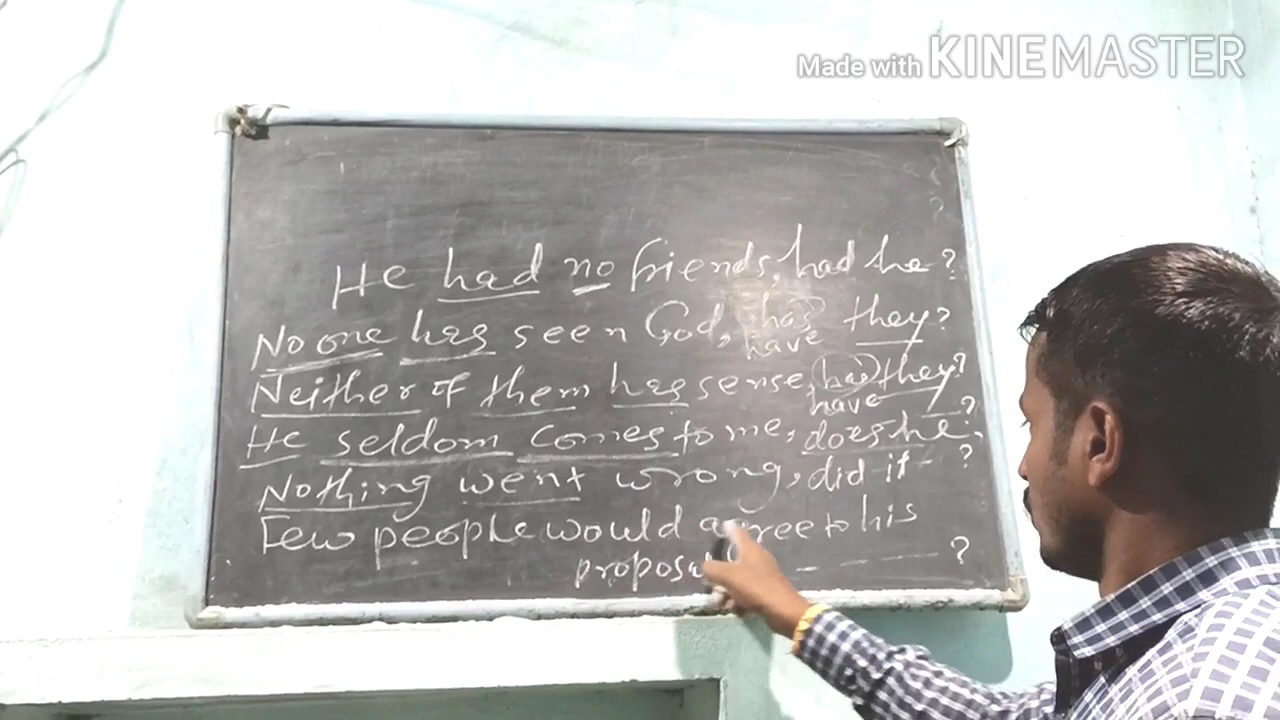 Made with KINEMASTER
He had no friends, had he?
No one has seen God, has they?
have
Neither of them has sense, has they?
have
He seldom comes to me, does he?
Nothing went wrong, did it ?
Few people would agree to his
proposal ?